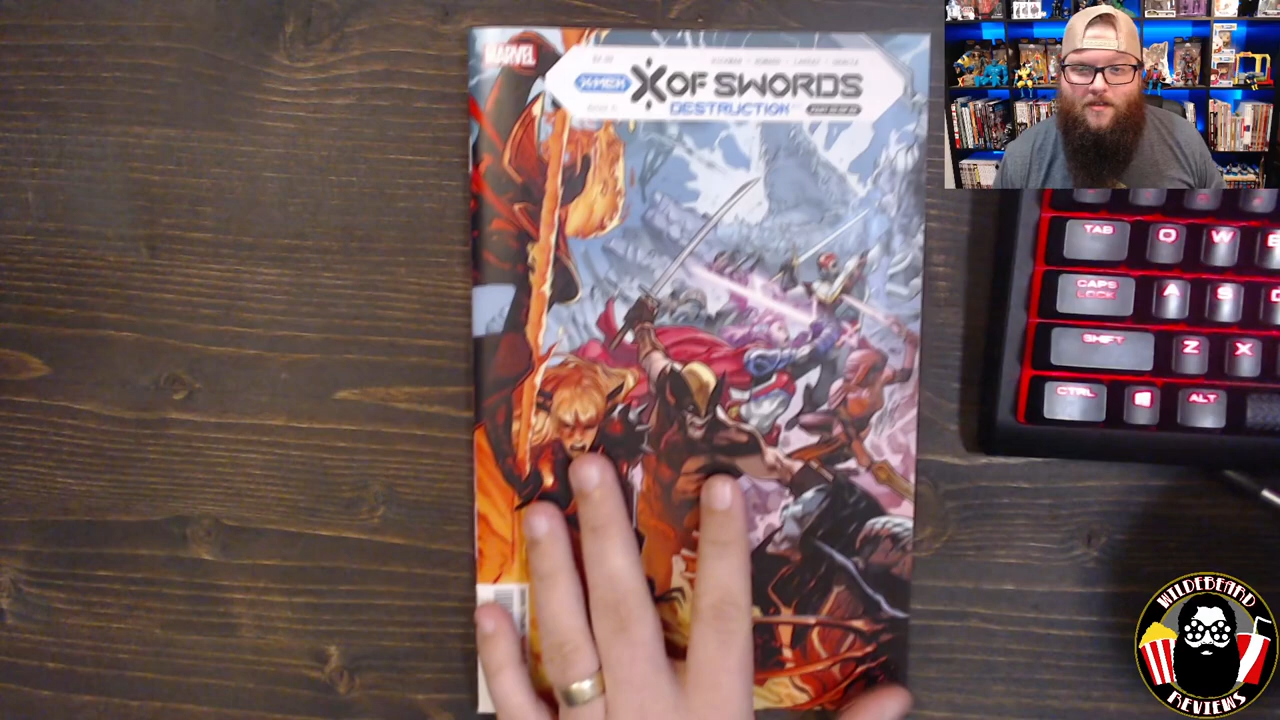 MARVEL
X-MEN
X OF SWORDS
DESTRUCTION
TAB
Q
W
E
CAPS
LOCK
A
S
SHIFT
Z
X
CTRL
ALT
WILDEBEARD
REVIEWS